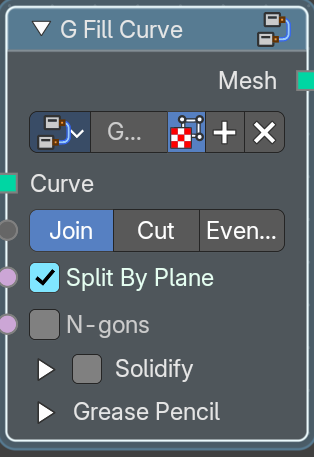 G Fill Curve
Mesh
G...
Curve
Join Cut Even...
Split By Plane
N-gons
Solidify
Grease Pencil